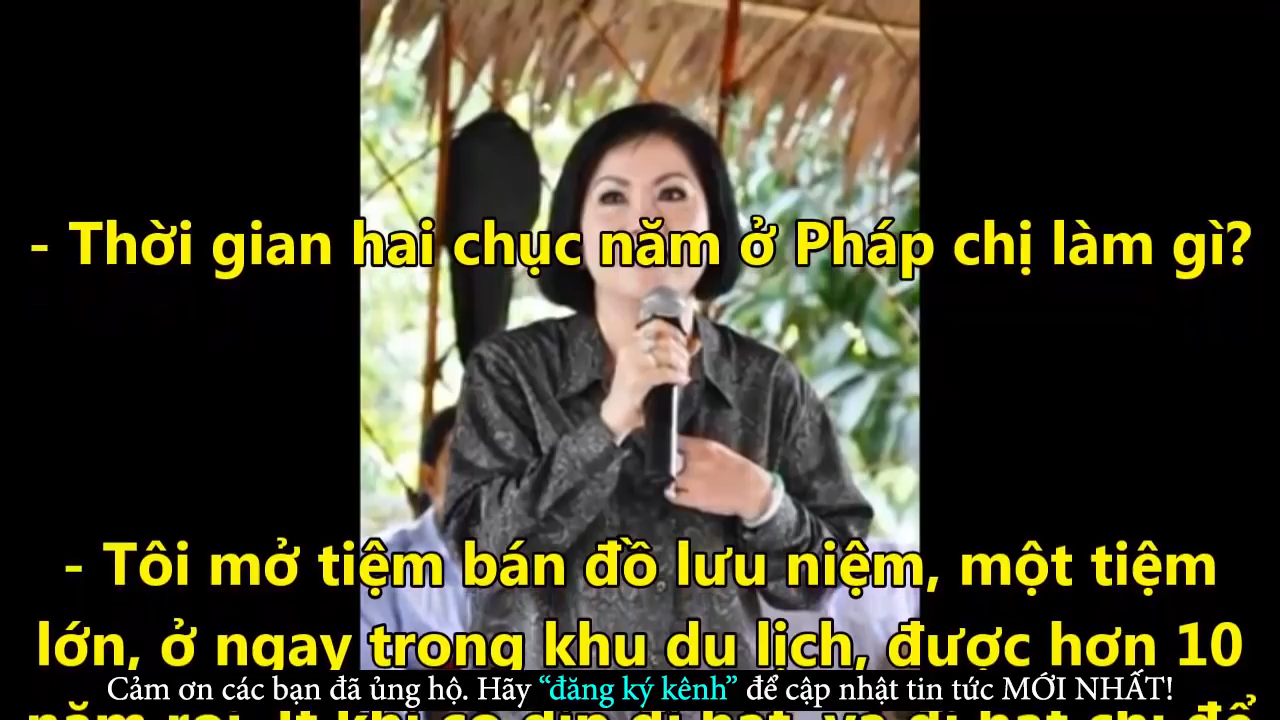 - Thời gian hai chục năm ở Pháp chị làm gì?
- Tôi mở tiệm bán đồ lưu niệm, một tiệm
lớn, ở ngay trong khu du lịch, được hơn 10
Cảm ơn các bạn đã ủng hộ. Hãy “đăng ký kênh” để cập nhật tin tức MỚI NHẤT!